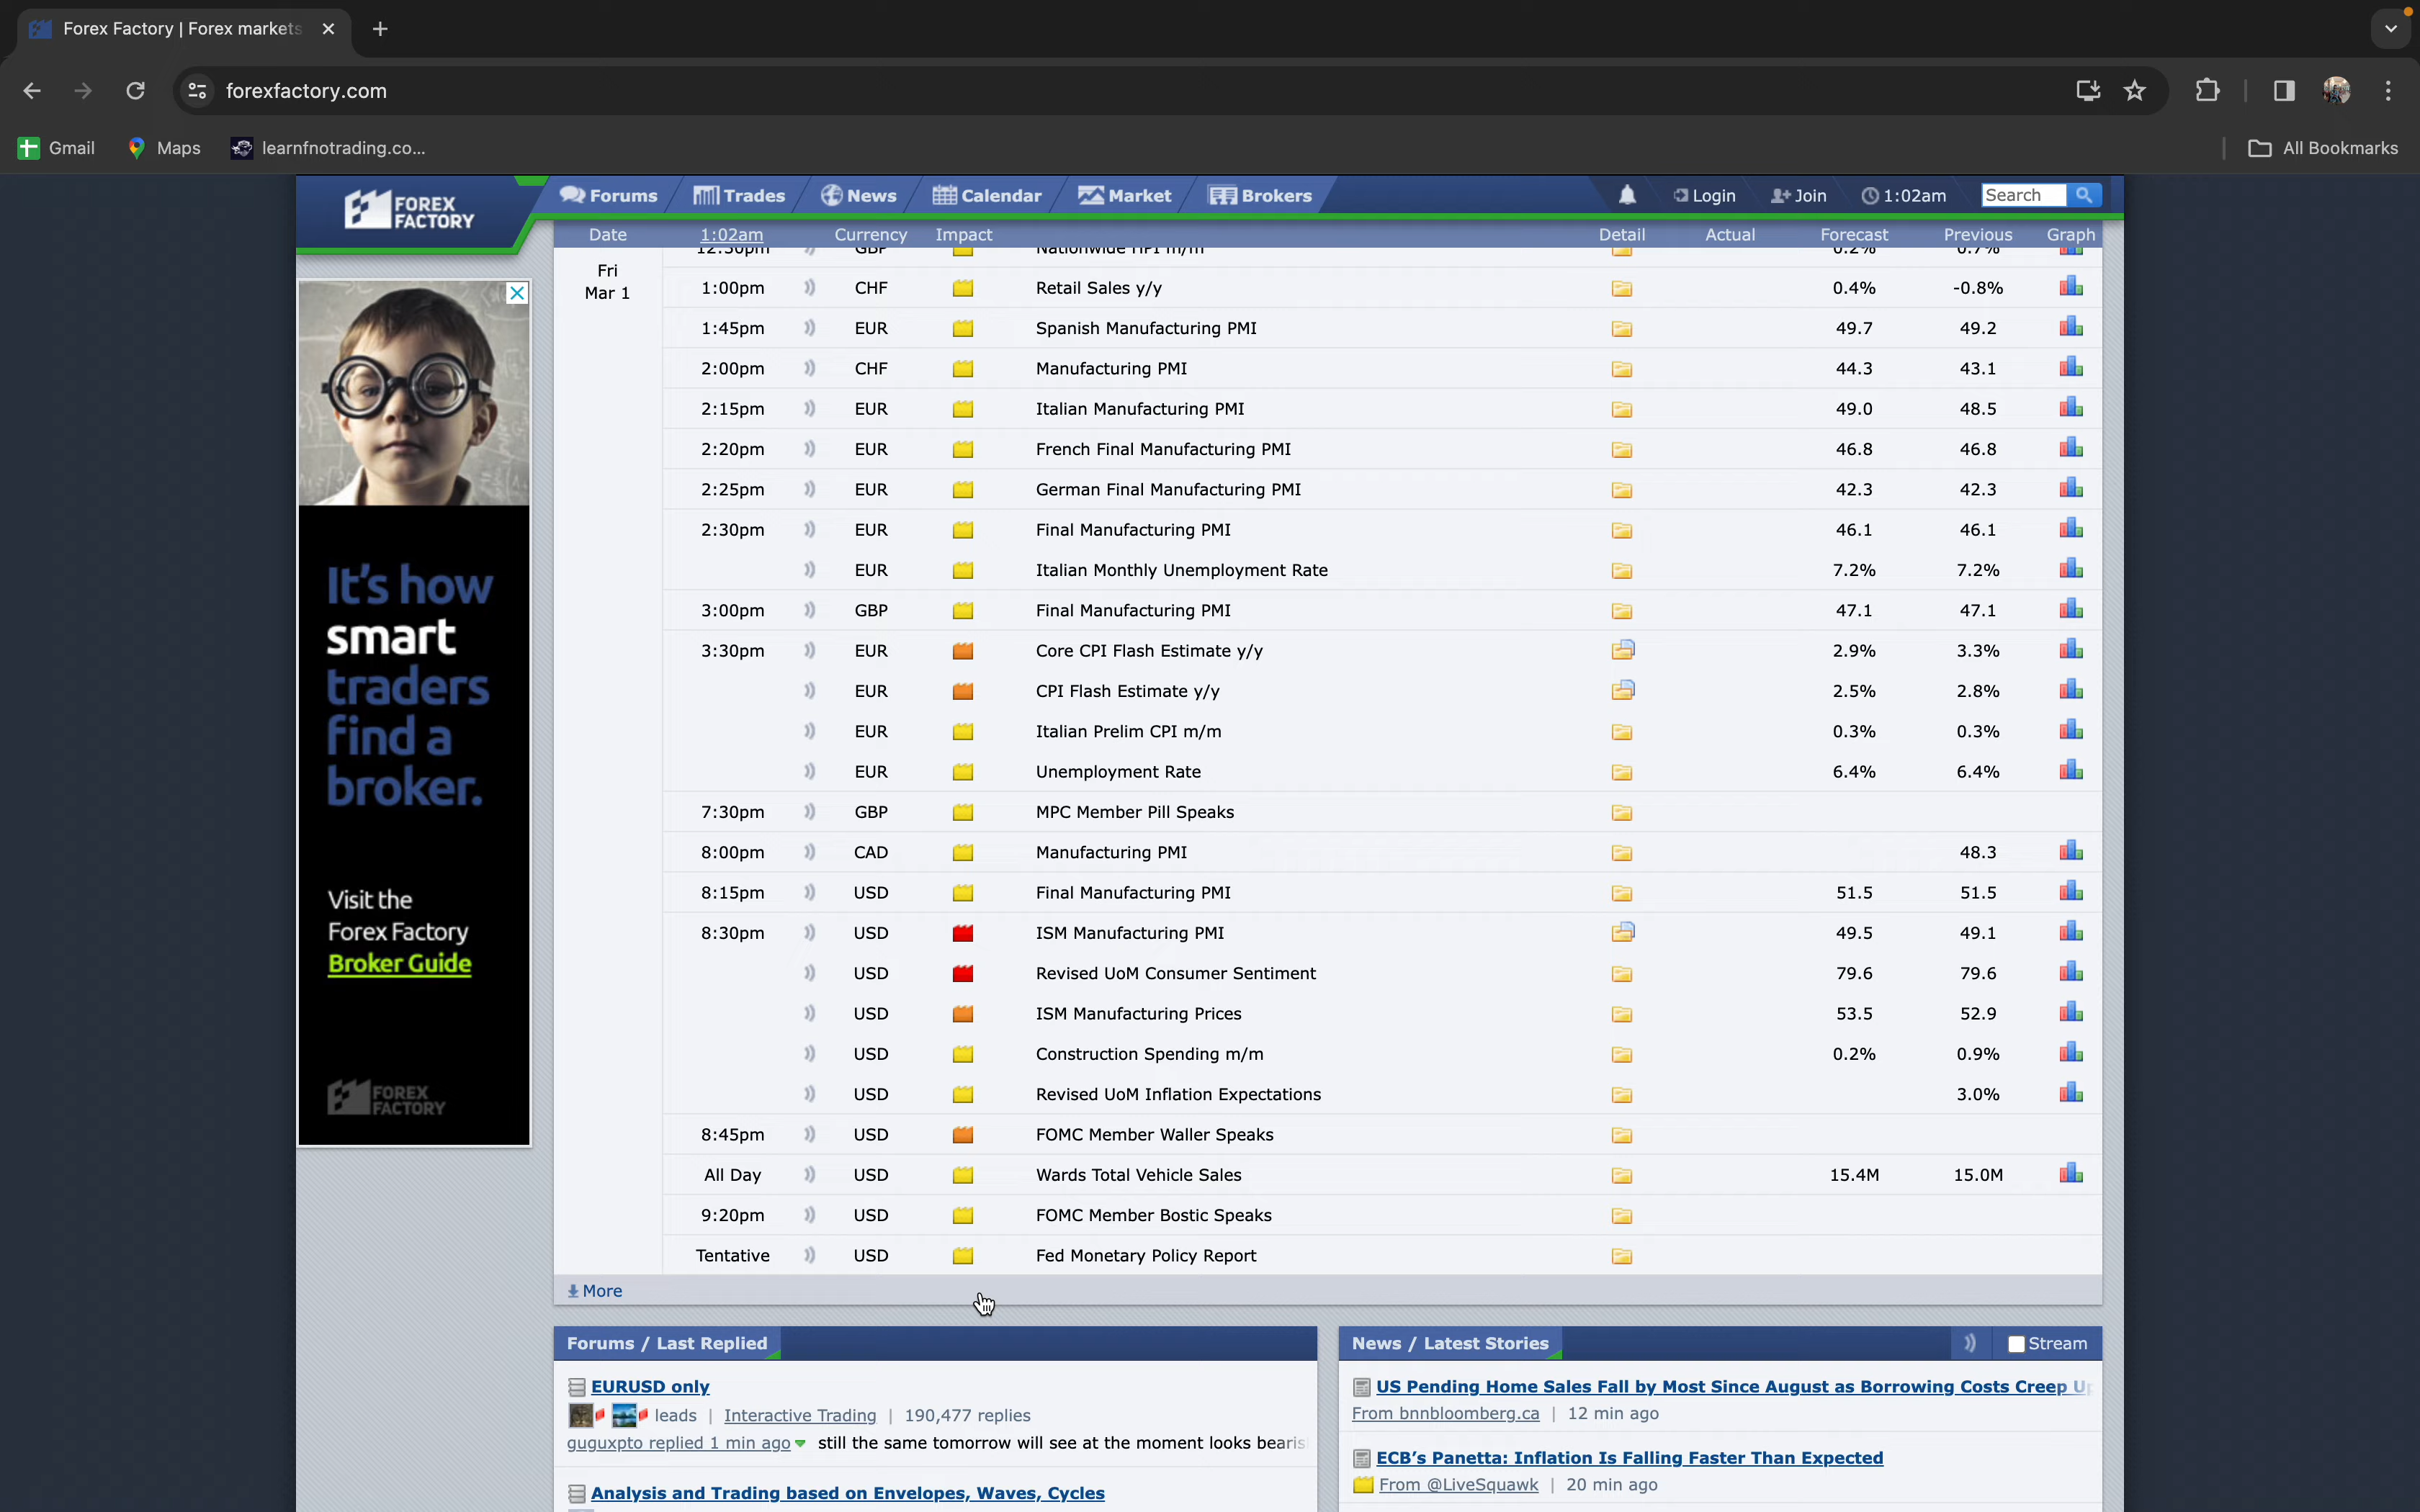 Forex Factory | Forex markets
forexfactory.com
Gmail Maps learnfnotrading.co... All Bookmarks
FOREX FACTORY Forums Trades News Calendar Market Brokers Login Join 1:02am Search
Date 1:02am Currency Impact Detail Actual Forecast Previous Graph
12:30pm GBP Nationwide HPI m/m 0.2% 0.7%
Fri
Mar 1
1:00pm CHF Retail Sales y/y 0.4% -0.8%
1:45pm EUR Spanish Manufacturing PMI 49.7 49.2
2:00pm CHF Manufacturing PMI 44.3 43.1
2:15pm EUR Italian Manufacturing PMI 49.0 48.5
2:20pm EUR French Final Manufacturing PMI 46.8 46.8
2:25pm EUR German Final Manufacturing PMI 42.3 42.3
2:30pm EUR Final Manufacturing PMI 46.1 46.1
EUR Italian Monthly Unemployment Rate 7.2% 7.2%
3:00pm GBP Final Manufacturing PMI 47.1 47.1
3:30pm EUR Core CPI Flash Estimate y/y 2.9% 3.3%
EUR CPI Flash Estimate y/y 2.5% 2.8%
EUR Italian Prelim CPI m/m 0.3% 0.3%
EUR Unemployment Rate 6.4% 6.4%
7:30pm GBP MPC Member Pill Speaks
8:00pm CAD Manufacturing PMI 48.3
8:15pm USD Final Manufacturing PMI 51.5 51.5
8:30pm USD ISM Manufacturing PMI 49.5 49.1
USD Revised UoM Consumer Sentiment 79.6 79.6
USD ISM Manufacturing Prices 53.5 52.9
USD Construction Spending m/m 0.2% 0.9%
USD Revised UoM Inflation Expectations 3.0%
8:45pm USD FOMC Member Waller Speaks
All Day USD Wards Total Vehicle Sales 15.4M 15.0M
9:20pm USD FOMC Member Bostic Speaks
Tentative USD Fed Monetary Policy Report
More
It's how
smart
traders
find a
broker.
Visit the
Forex Factory
Broker Guide
FOREX FACTORY
Forums / Last Replied
EURUSD only
leads | Interactive Trading | 190,477 replies
guguxpto replied 1 min ago still the same tomorrow will see at the moment looks bearis
Analysis and Trading based on Envelopes, Waves, Cycles
News / Latest Stories Stream
US Pending Home Sales Fall by Most Since August as Borrowing Costs Creep U
From bnnbloomberg.ca | 12 min ago
ECB's Panetta: Inflation Is Falling Faster Than Expected
From @LiveSquawk | 20 min ago